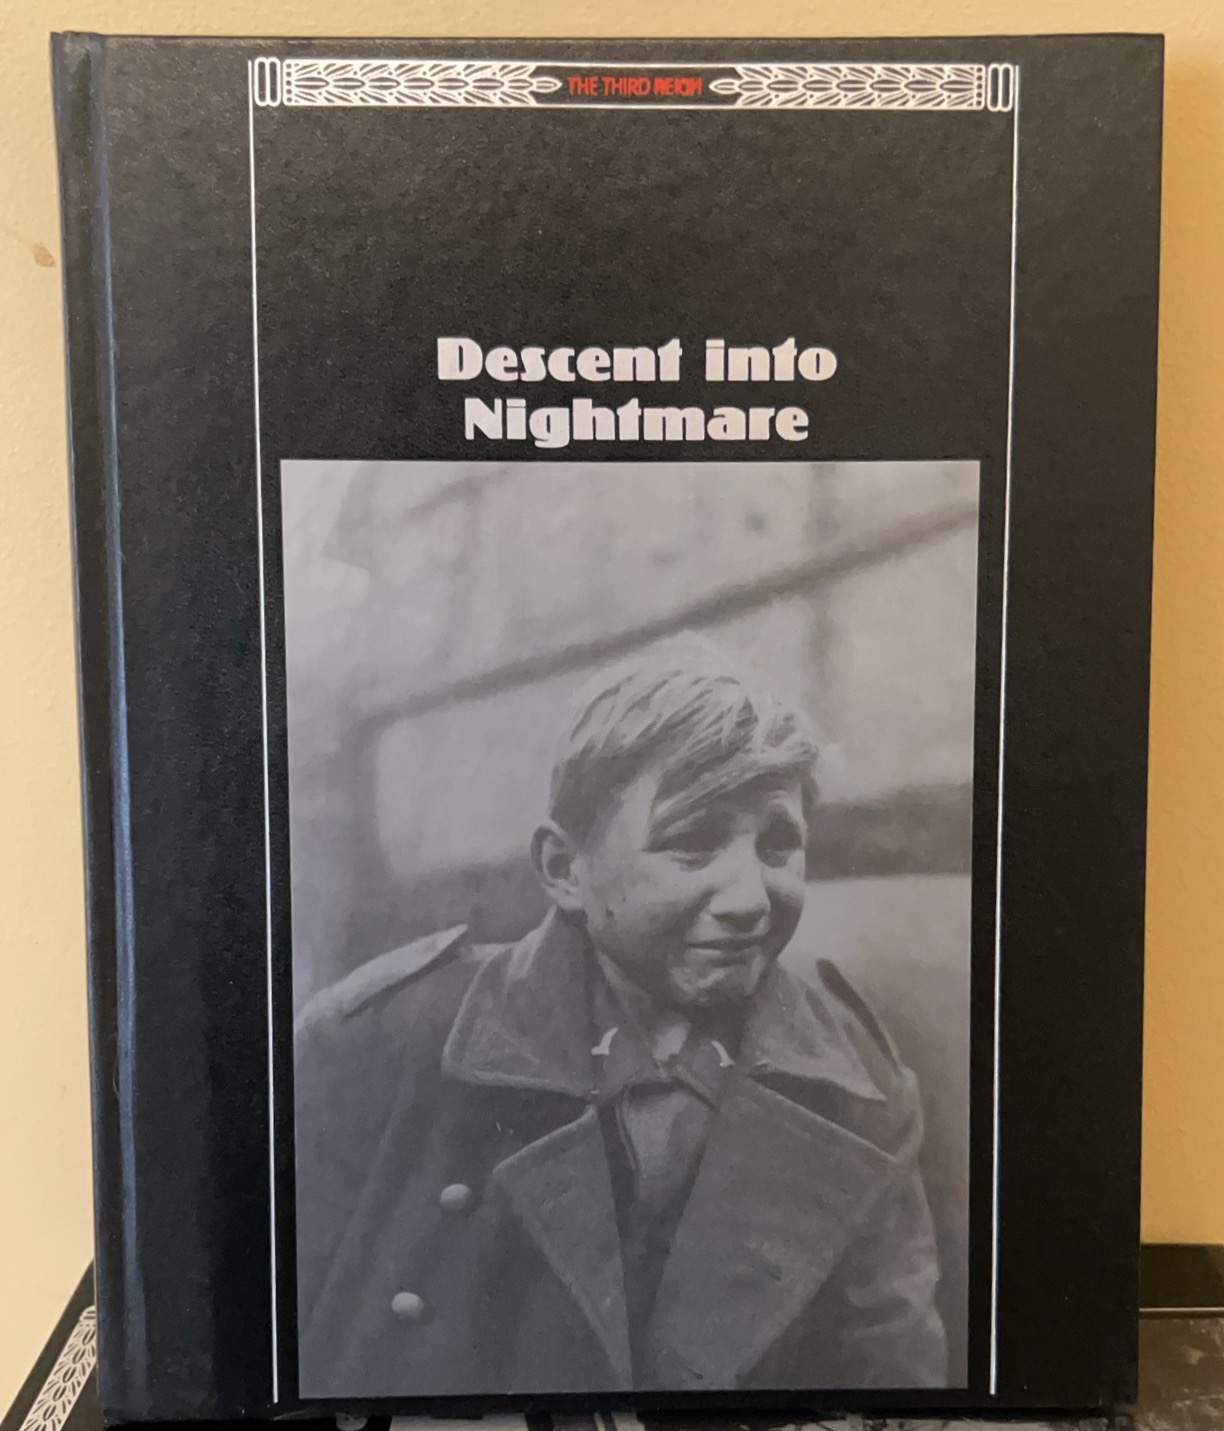 THE THIRD REICH
Descent into
Nightmare